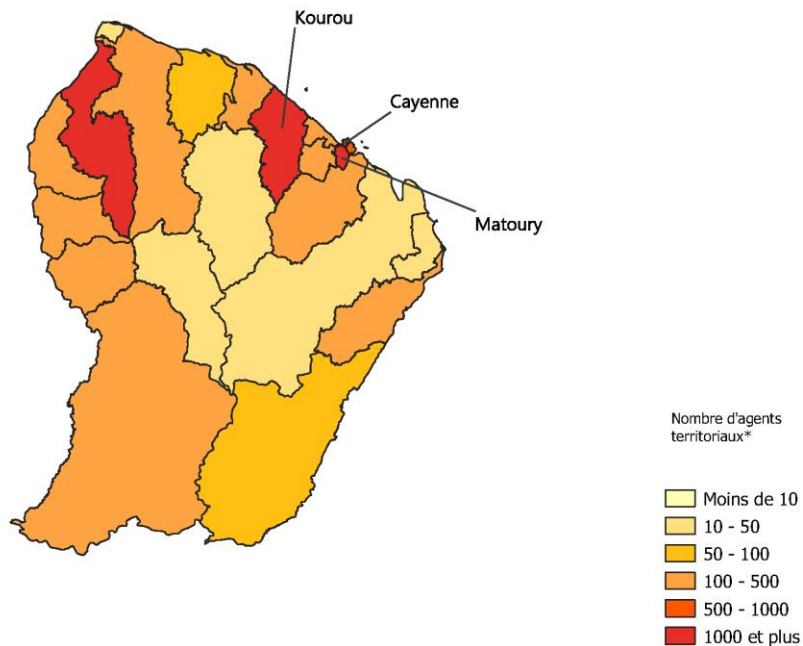 Kourou
Cayenne
Matoury
Nombre d'agents
territoriaux*
Moins de 10
10 - 50
50 - 100
100 - 500
500 - 1000
1000 et plus